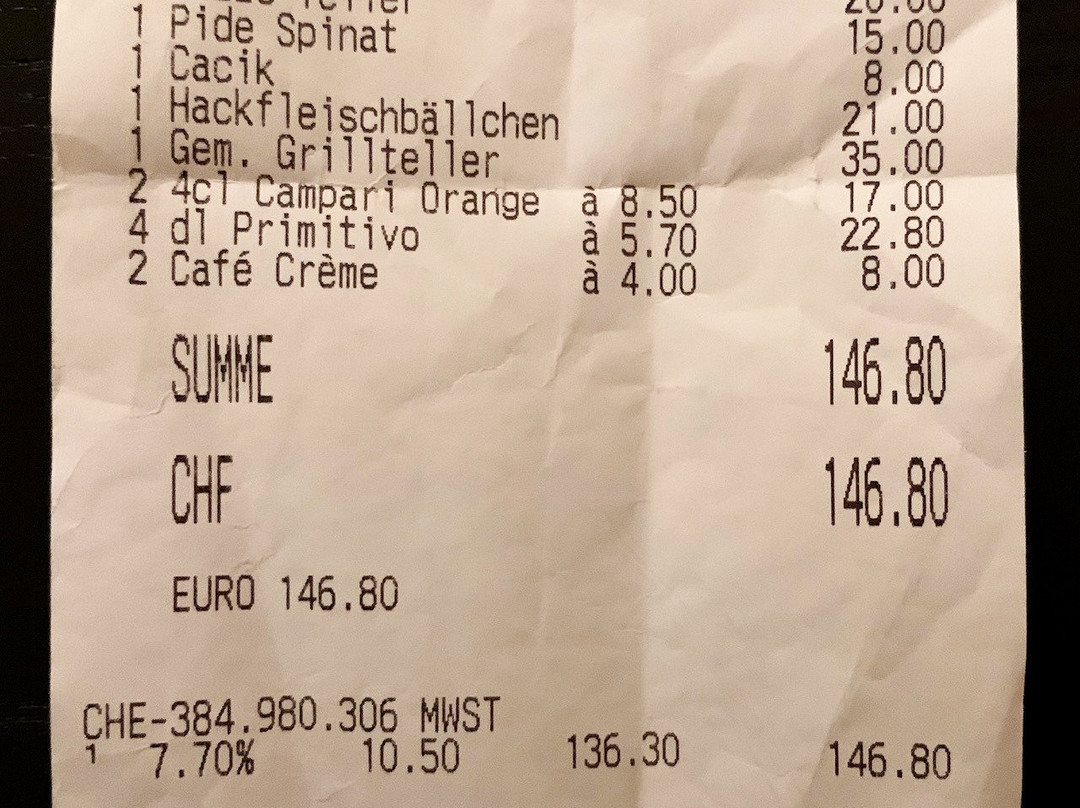 Teller 20.00
1 Pide Spinat 15.00
1 Cacik 8.00
1 Hackfleischbällchen 21.00
1 Gem. Grillteller 35.00
2 4cl Campari Orange à 8.50 17.00
4 dl Primitivo à 5.70 22.80
2 Café Crème à 4.00 8.00
SUMME 146.80
CHF 146.80
EURO 146.80
CHE-384.980.306 MWST
1 7.70% 10.50 136.30 146.80